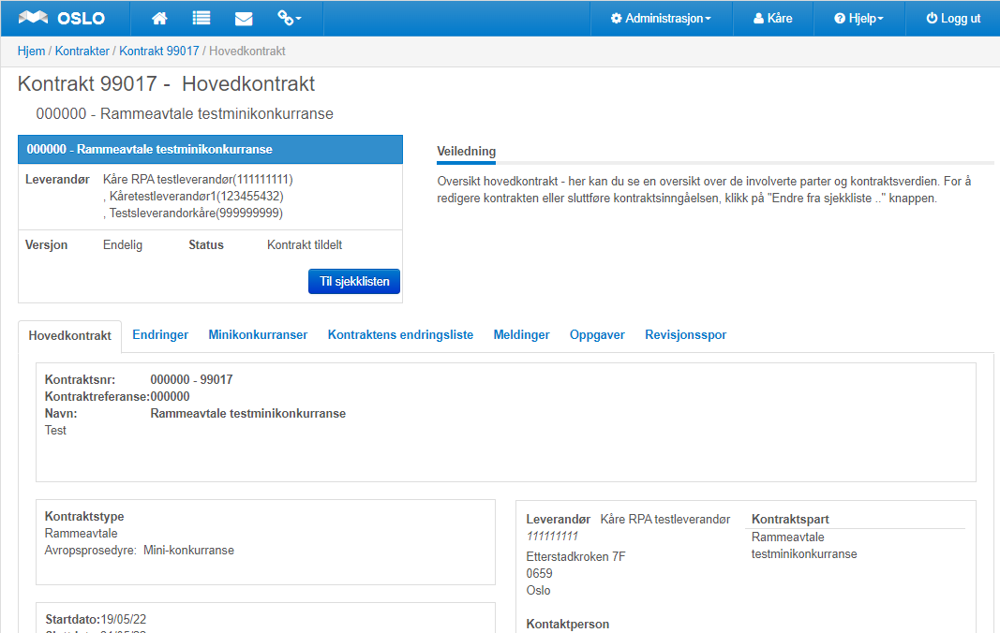 OSLO
Administrasjon
Kåre
Hjelp
Logg ut
Hjem / Kontrakter / Kontrakt 99017 / Hovedkontrakt
Kontrakt 99017 - Hovedkontrakt
000000 - Rammeavtale testminikonkurranse
000000 - Rammeavtale testminikonkurranse
Leverandør Kåre RPA testleverandør(111111111)
, Kåretestleverandør1(123455432)
, Testsleverandorkåre(999999999)
Versjon Endelig Status Kontrakt tildelt
Til sjekklisten
Veiledning
Oversikt hovedkontrakt - her kan du se en oversikt over de involverte parter og kontraktsverdien. For å
redigere kontrakten eller sluttføre kontraktsinngåelsen, klikk på "Endre fra sjekkliste .." knappen.
Hovedkontrakt Endringer Minikonkurranser Kontraktens endringsliste Meldinger Oppgaver Revisjonsspor
Kontraktsnr: 000000 - 99017
Kontraktreferanse:000000
Navn: Rammeavtale testminikonkurranse
Test
Kontraktstype
Rammeavtale
Avropsprosedyre: Mini-konkurranse
Startdato:19/05/22
Leverandør Kåre RPA testleverandør
111111111
Etterstadkroken 7F
0659
Oslo
Kontaktperson
Kontraktspart
Rammeavtale
testminikonkurranse